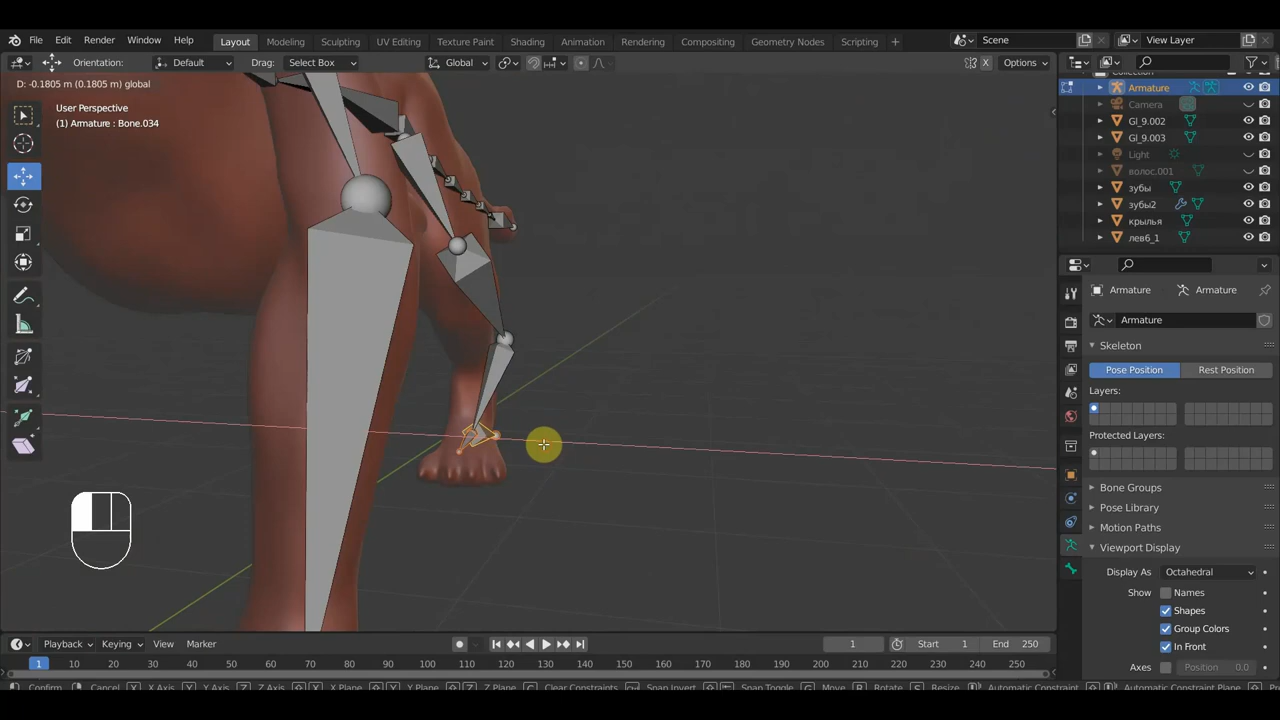 File Edit Render Window Help Layout Modeling Sculpting UV Editing Texture Paint Shading Animation Rendering Compositing Geometry Nodes Scripting + Scene View Layer
Orientation: Default Drag: Select Box Global X Options
D: -0.1805 m (0.1805 m) global
User Perspective
(1) Armature : Bone.034
Collection
Armature
Camera
Gl_9.002
Gl_9.003
Light
волос.001
зубы
зубы2
крылья
лев6_1
Armature Armature
Armature
Skeleton
Pose Position Rest Position
Layers:
Protected Layers:
Bone Groups
Pose Library
Motion Paths
Viewport Display
Display As Octahedral
Show Names
Shapes
Group Colors
In Front
Axes Position 0.0
Playback Keying View Marker 1 Start 1 End 250
1 10 20 30 40 50 60 70 80 90 100 110 120 130 140 150 160 170 180 190 200 210 220 230 240 250
Confirm Cancel X X Axis Y Y Axis Z Z Axis X X Plane Y Y Plane Z Z Plane C Clear Constraints Snap Invert Snap Toggle G Move R Rotate S Resize Automatic Constraint Automatic Constraint Plane